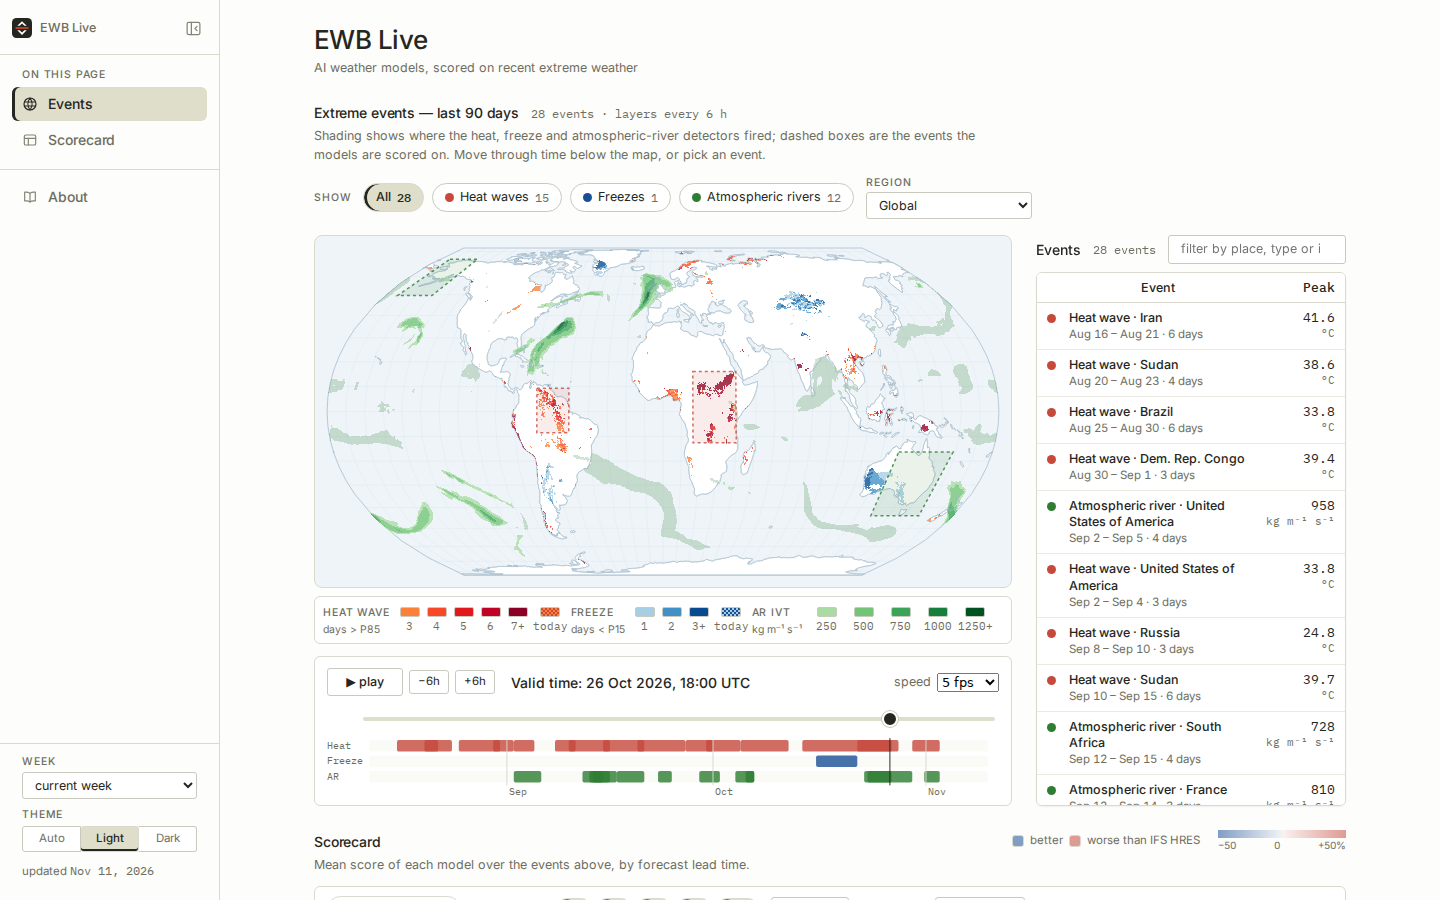 EWB Live
ON THIS PAGE
Events
Scorecard
About
WEEK
current week
THEME
Auto Light Dark
updated Nov 11, 2026
EWB Live
AI weather models, scored on recent extreme weather
Extreme events — last 90 days 28 events · layers every 6 h
Shading shows where the heat, freeze and atmospheric-river detectors fired; dashed boxes are the events the
models are scored on. Move through time below the map, or pick an event.
SHOW All 28 Heat waves 15 Freezes 1 Atmospheric rivers 12
REGION
Global
HEAT WAVE
days > P85
3 4 5 6 7+ today
FREEZE
days < P15
1 2 3+ today
AR IVT
kg m⁻¹ s⁻¹
250 500 750 1000 1250+
▶ play −6h +6h Valid time: 26 Oct 2026, 18:00 UTC speed 5 fps
Heat
Freeze
AR
Sep Oct Nov
Events 28 events filter by place, type or i
Event Peak
Heat wave · Iran 41.6
Aug 16 – Aug 21 · 6 days °C
Heat wave · Sudan 38.6
Aug 20 – Aug 23 · 4 days °C
Heat wave · Brazil 33.8
Aug 25 – Aug 30 · 6 days °C
Heat wave · Dem. Rep. Congo 39.4
Aug 30 – Sep 1 · 3 days °C
Atmospheric river · United 958
States of America kg m⁻¹ s⁻¹
Sep 2 – Sep 5 · 4 days
Heat wave · United States of 33.8
America °C
Sep 2 – Sep 4 · 3 days
Heat wave · Russia 24.8
Sep 8 – Sep 10 · 3 days °C
Heat wave · Sudan 39.7
Sep 10 – Sep 15 · 6 days °C
Atmospheric river · South 728
Africa kg m⁻¹ s⁻¹
Sep 12 – Sep 15 · 4 days
Atmospheric river · France 810
Sep 12 – Sep 14 · 3 days kg m⁻¹ s⁻¹
Scorecard
Mean score of each model over the events above, by forecast lead time.
better worse than IFS HRES
−50 0 +50%